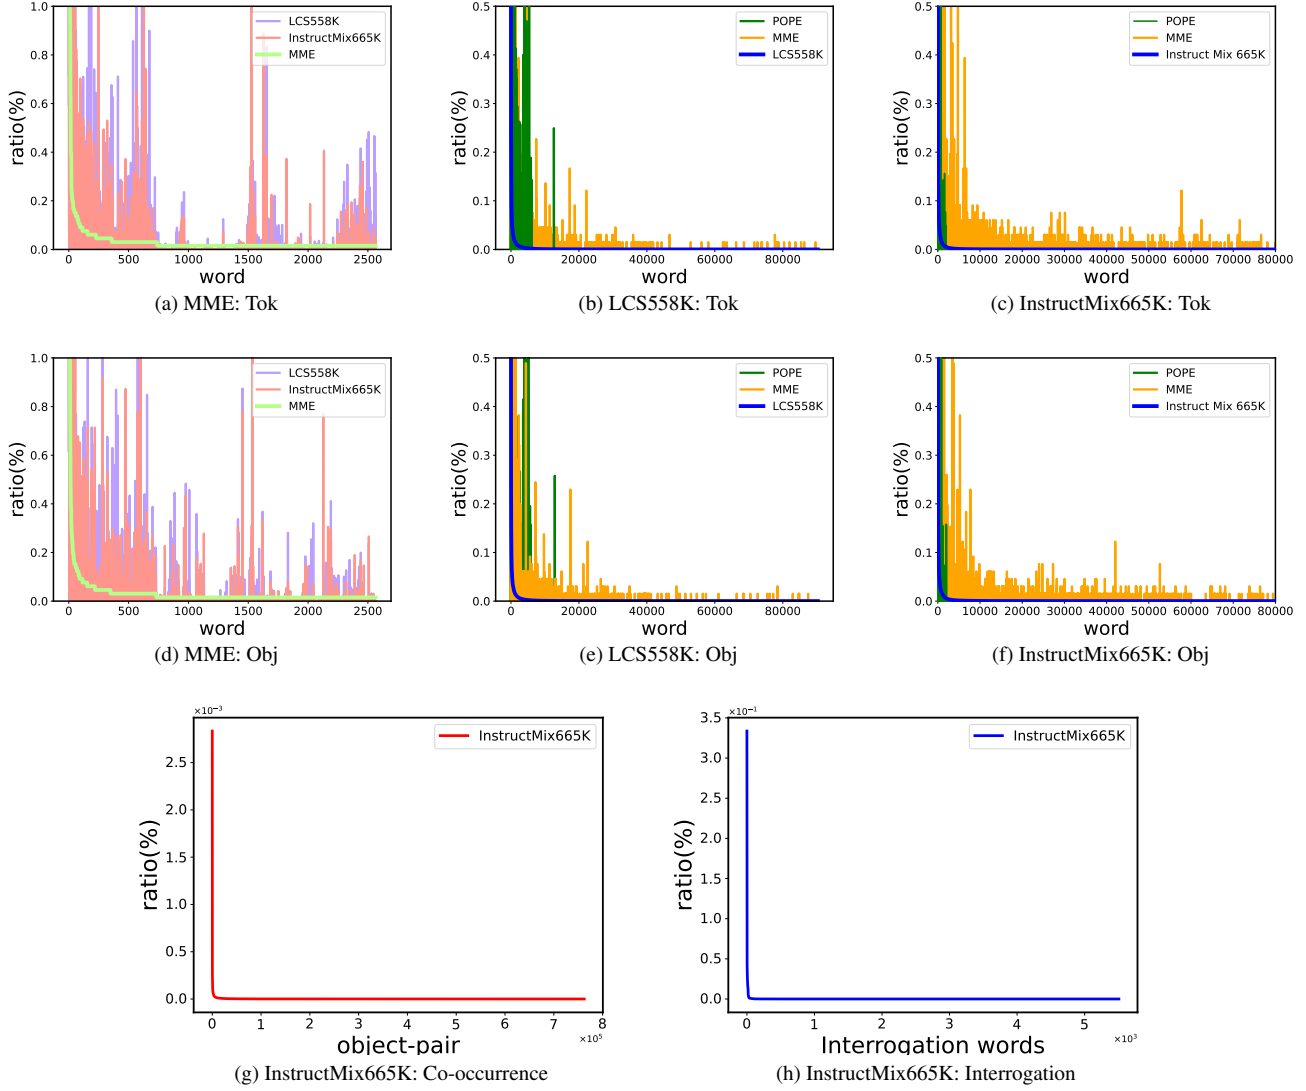 1.0
0.8
0.6
0.4
0.2
0.0
ratio(%)
0 500 1000 1500 2000 2500
word
LCS558K
InstructMix665K
MME
(a) MME: Tok
0.5
0.4
0.3
0.2
0.1
0.0
ratio(%)
0 20000 40000 60000 80000
word
POPE
MME
LCS558K
(b) LCS558K: Tok
0.5
0.4
0.3
0.2
0.1
0.0
ratio(%)
0 10000 20000 30000 40000 50000 60000 70000 80000
word
POPE
MME
Instruct Mix 665K
(c) InstructMix665K: Tok
1.0
0.8
0.6
0.4
0.2
0.0
ratio(%)
0 500 1000 1500 2000 2500
word
LCS558K
InstructMix665K
MME
(d) MME: Obj
0.5
0.4
0.3
0.2
0.1
0.0
ratio(%)
0 20000 40000 60000 80000
word
POPE
MME
LCS558K
(e) LCS558K: Obj
0.5
0.4
0.3
0.2
0.1
0.0
ratio(%)
0 10000 20000 30000 40000 50000 60000 70000 80000
word
POPE
MME
Instruct Mix 665K
(f) InstructMix665K: Obj
×10⁻³
2.5
2.0
1.5
1.0
0.5
0.0
ratio(%)
0 1 2 3 4 5 6 7 8
×10⁵
object-pair
InstructMix665K
(g) InstructMix665K: Co-occurrence
×10⁻¹
3.5
3.0
2.5
2.0
1.5
1.0
0.5
0.0
ratio(%)
0 1 2 3 4 5
×10³
Interrogation words
InstructMix665K
(h) InstructMix665K: Interrogation